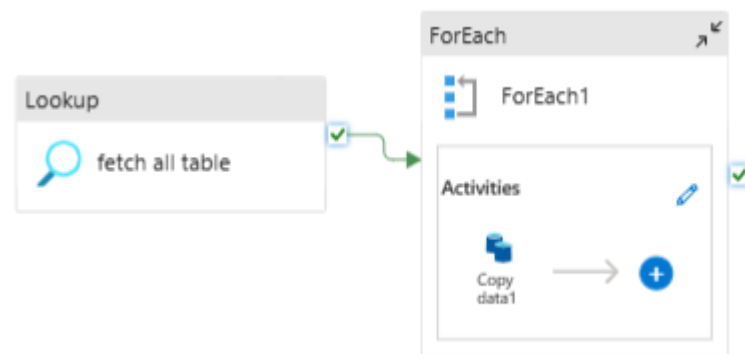 Lookup
fetch all table
ForEach
ForEach1
Activities
Copy
data1